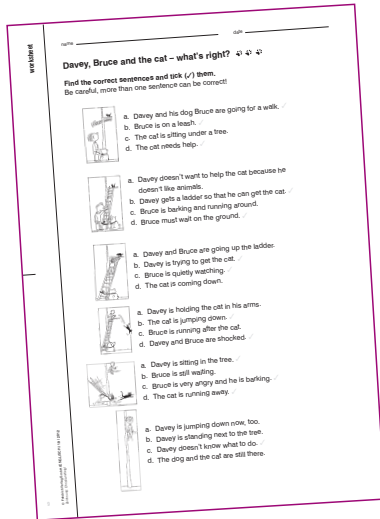 worksheet
name
date
Davey, Bruce and the cat – what's right?
Find the correct sentences and tick (✓) them.
Be careful, more than one sentence can be correct!
a. Davey and his dog Bruce are going for a walk. ✓
b. Bruce is on a leash. ✓
c. The cat is sitting under a tree.
d. The cat needs help. ✓
a. Davey doesn't want to help the cat because he
doesn't like animals.
b. Davey gets a ladder so that he can get the cat. ✓
c. Bruce is barking and running around.
d. Bruce must wait on the ground. ✓
a. Davey and Bruce are going up the ladder.
b. Davey is trying to get the cat. ✓
c. Bruce is quietly watching. ✓
d. The cat is coming down.
a. Davey is holding the cat in his arms.
b. The cat is jumping down. ✓
c. Bruce is running after the cat.
d. Davey and Bruce are shocked. ✓
a. Davey is sitting in the tree. ✓
b. Bruce is still waiting.
c. Bruce is very angry and he is barking. ✓
d. The cat is running away. ✓
a. Davey is jumping down now, too.
b. Davey is standing next to the tree.
c. Davey doesn't know what to do. ✓
d. The dog and the cat are still there.